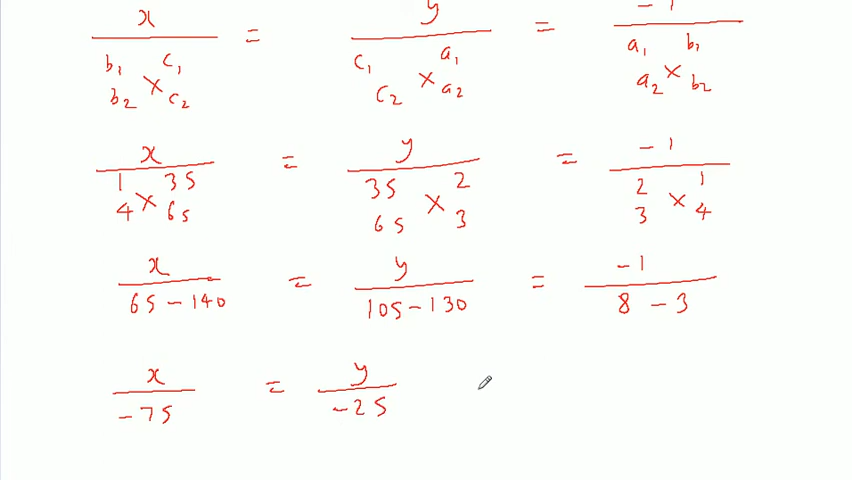 x = y = -1
b₁ c₁ c₁ a₁ a₁ b₁
b₂ × c₂ c₂ × a₂ a₂ × b₂
x = y = -1
1 35 35 2 2 1
4 × 65 65 × 3 3 × 4
x = y = -1
65 - 140 105 - 130 8 - 3
x = y
-75 -25